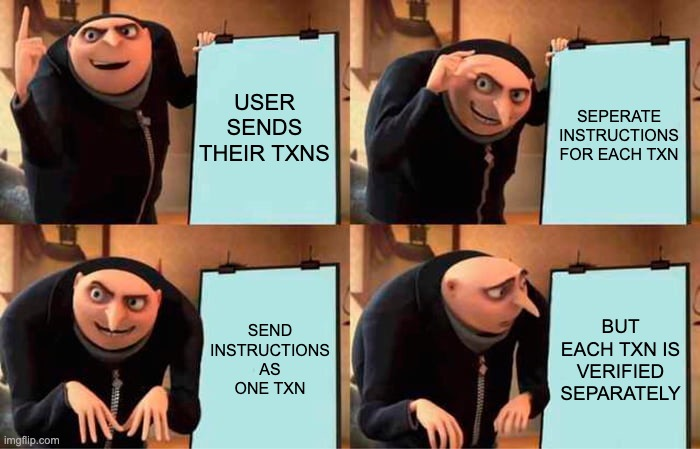 USER
SENDS
THEIR TXNS
SEPERATE
INSTRUCTIONS
FOR EACH TXN
SEND
INSTRUCTIONS
AS
ONE TXN
BUT
EACH TXN IS
VERIFIED
SEPARATELY
imgflip.com